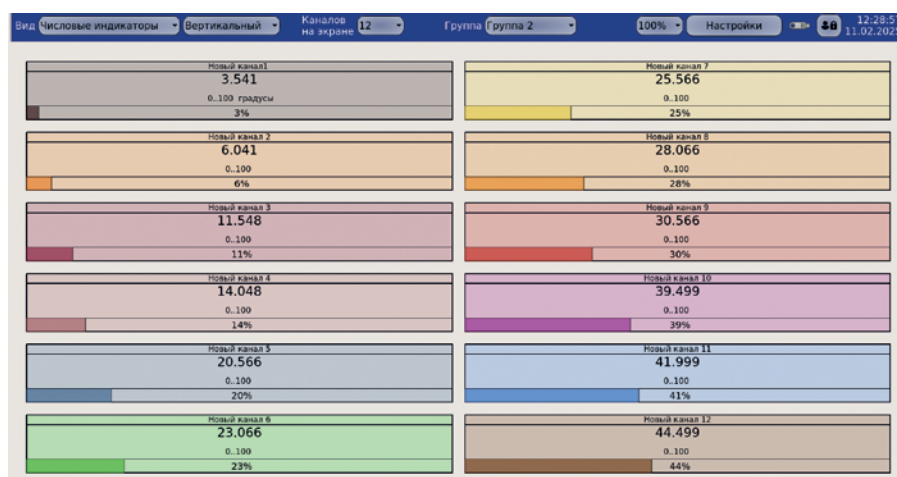 Вид Числовые индикаторы Вертикальный Каналов на экране 12 Группа Группа 2 100% Настройки 12:28:5
11.02.202
Новый канал1
3.541
0..100 градусы
3%
Новый канал 2
6.041
0..100
6%
Новый канал 3
11.548
0..100
11%
Новый канал 4
14.048
0..100
14%
Новый канал 5
20.566
0..100
20%
Новый канал 6
23.066
0..100
23%
Новый канал 7
25.566
0..100
25%
Новый канал 8
28.066
0..100
28%
Новый канал 9
30.566
0..100
30%
Новый канал 10
39.499
0..100
39%
Новый канал 11
41.999
0..100
41%
Новый канал 12
44.499
0..100
44%